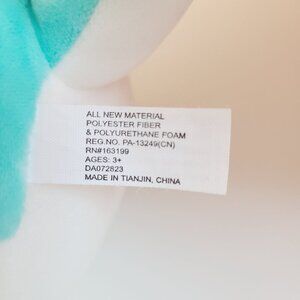 ALL NEW MATERIAL
POLYESTER FIBER
& POLYURETHANE FOAM
REG.NO. PA-13249(CN)
RN#163199
AGES: 3+
DA072823
MADE IN TIANJIN, CHINA